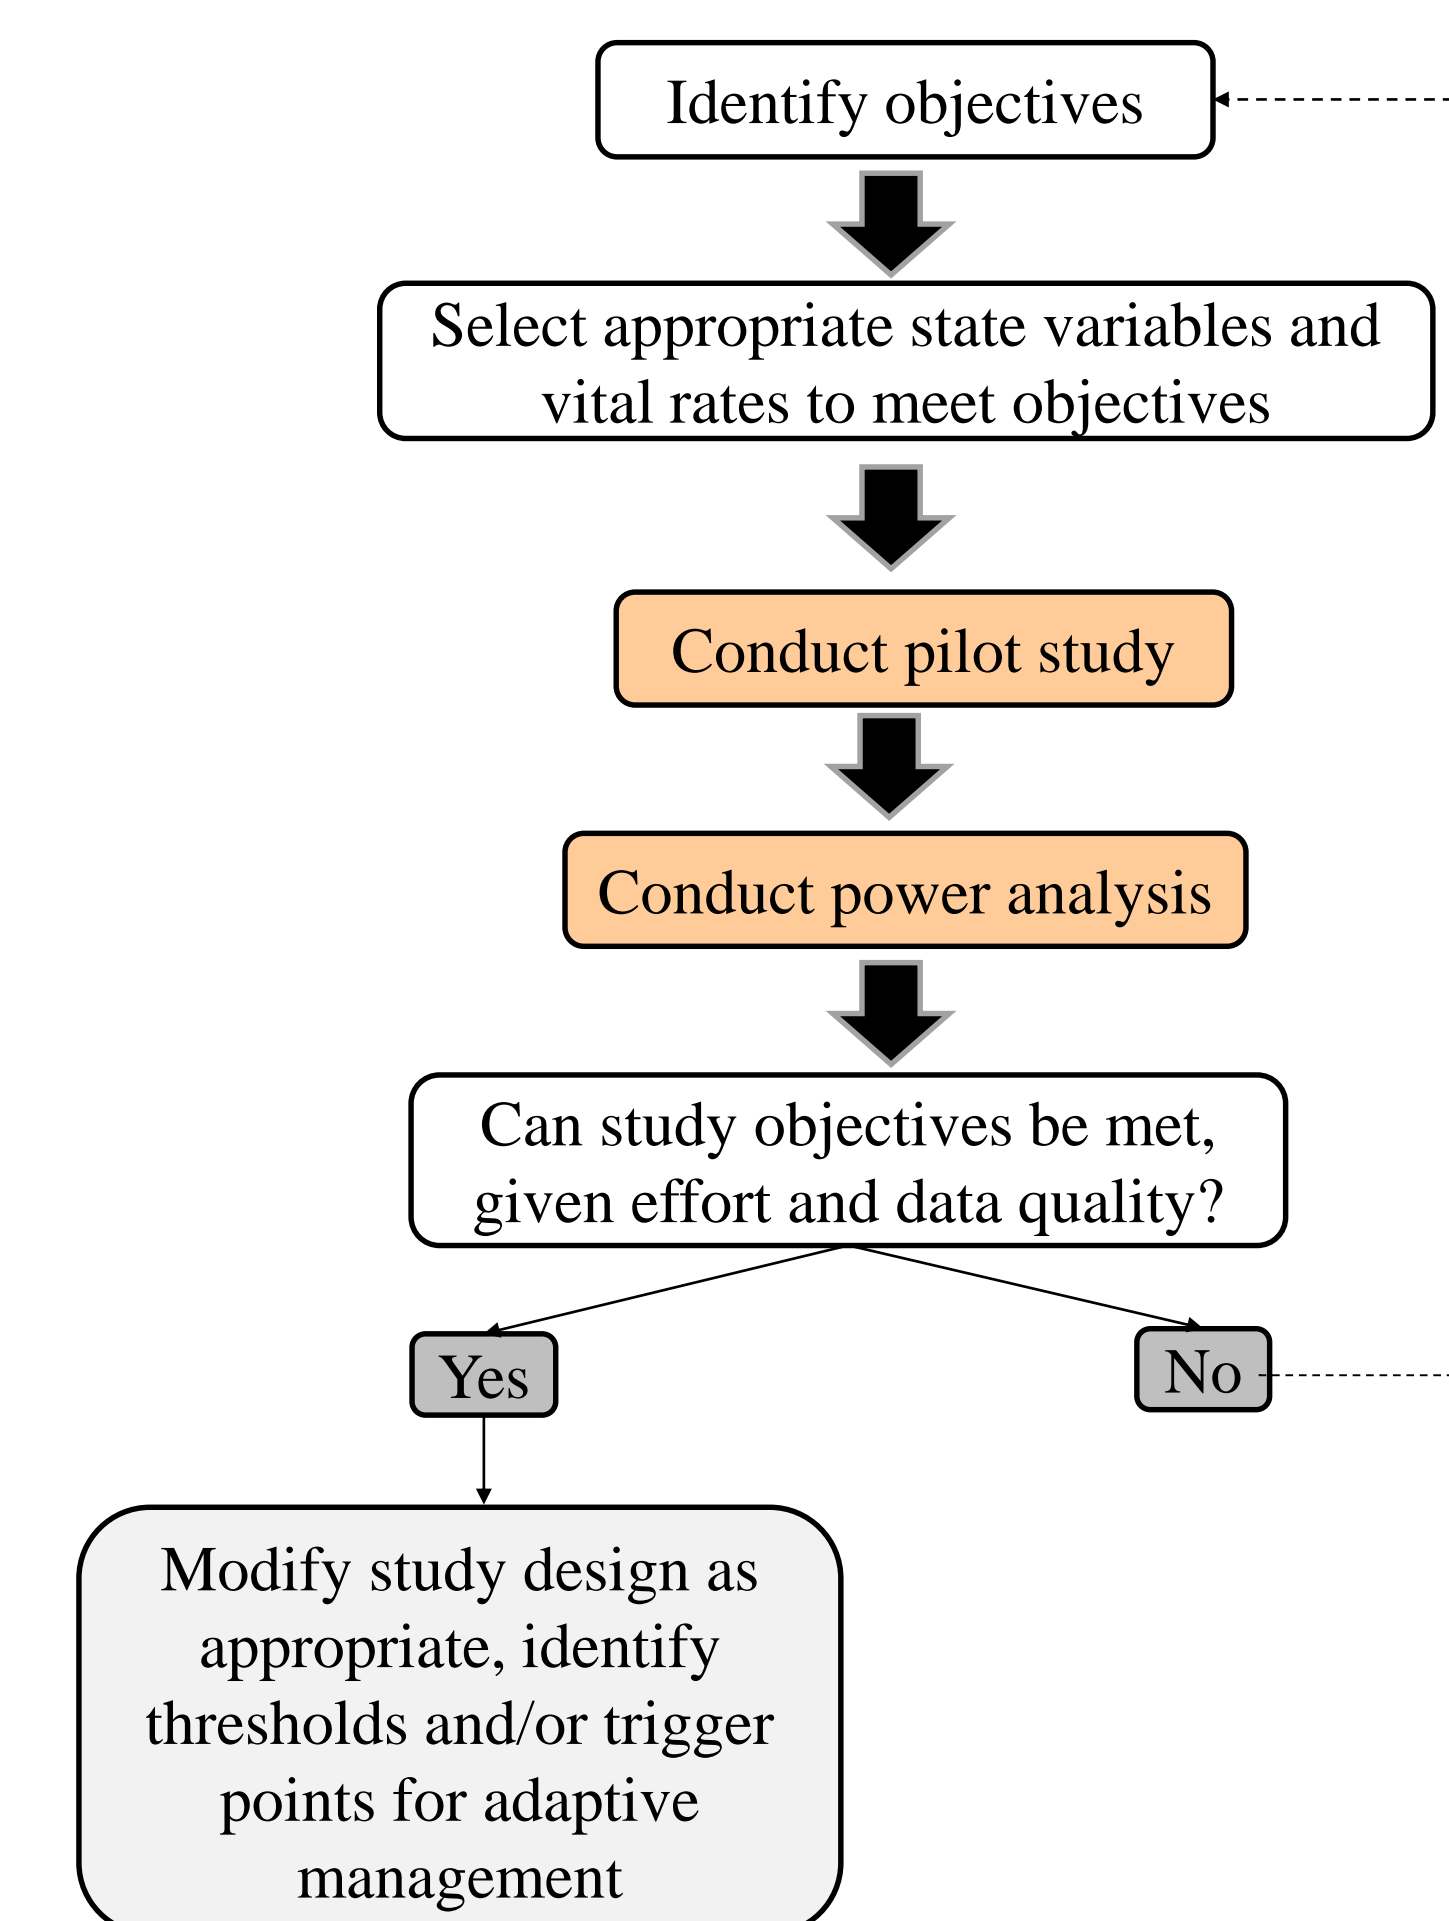 Identify objectives
Select appropriate state variables and
vital rates to meet objectives
Conduct pilot study
Conduct power analysis
Can study objectives be met,
given effort and data quality?
Yes
No
Modify study design as
appropriate, identify
thresholds and/or trigger
points for adaptive
management